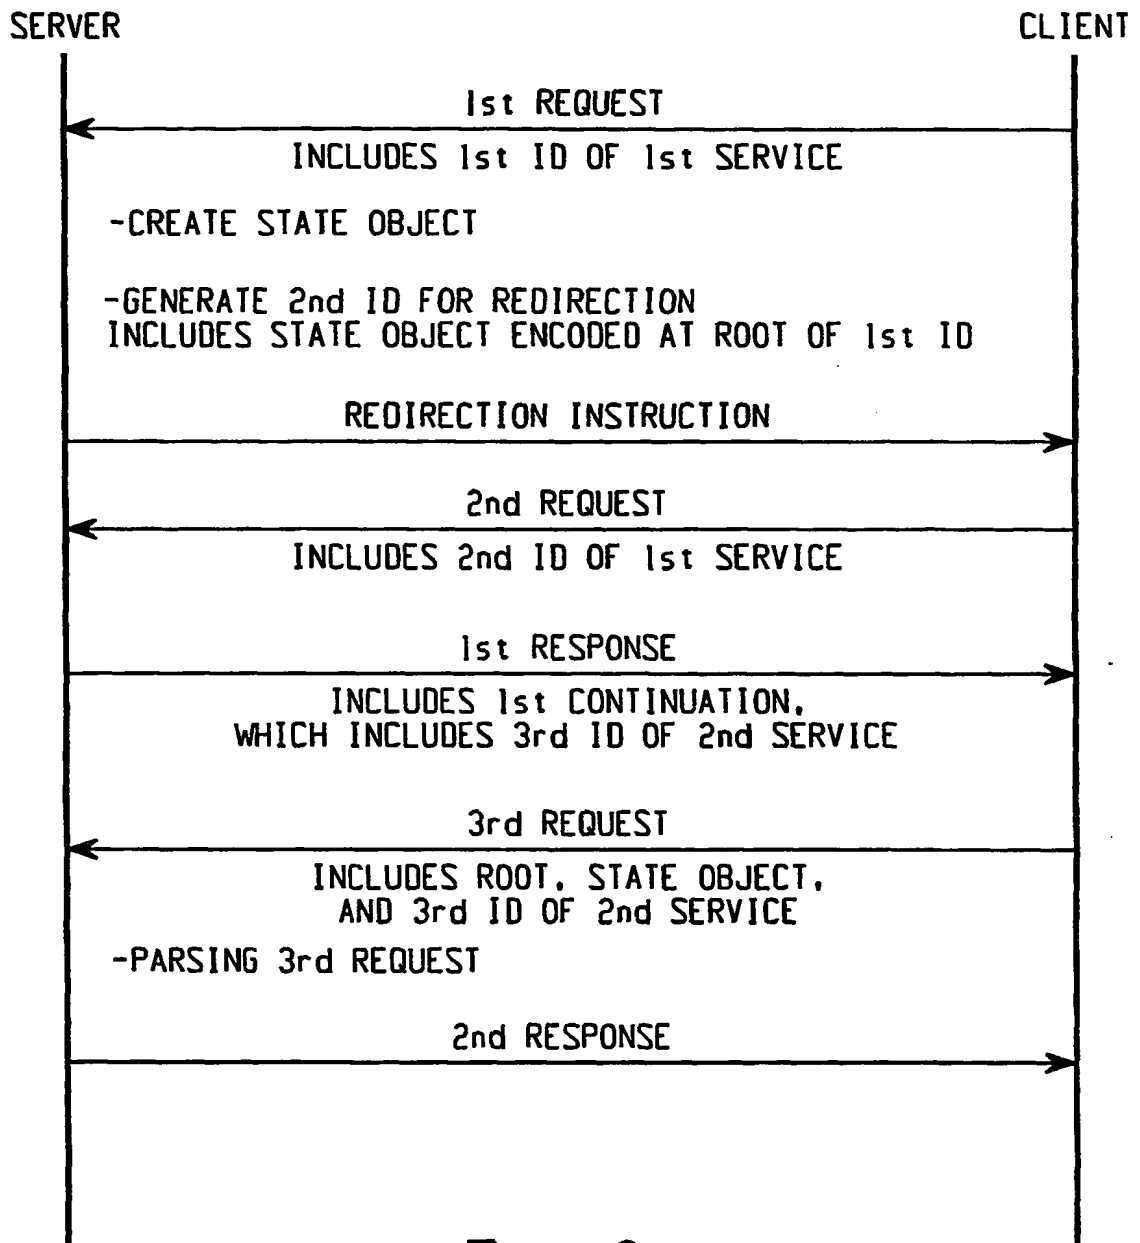 SERVER CLIENT
1st REQUEST
INCLUDES 1st ID OF 1st SERVICE
-CREATE STATE OBJECT
-GENERATE 2nd ID FOR REDIRECTION
INCLUDES STATE OBJECT ENCODED AT ROOT OF 1st ID
REDIRECTION INSTRUCTION
2nd REQUEST
INCLUDES 2nd ID OF 1st SERVICE
1st RESPONSE
INCLUDES 1st CONTINUATION,
WHICH INCLUDES 3rd ID OF 2nd SERVICE
3rd REQUEST
INCLUDES ROOT, STATE OBJECT,
AND 3rd ID OF 2nd SERVICE
-PARSING 3rd REQUEST
2nd RESPONSE